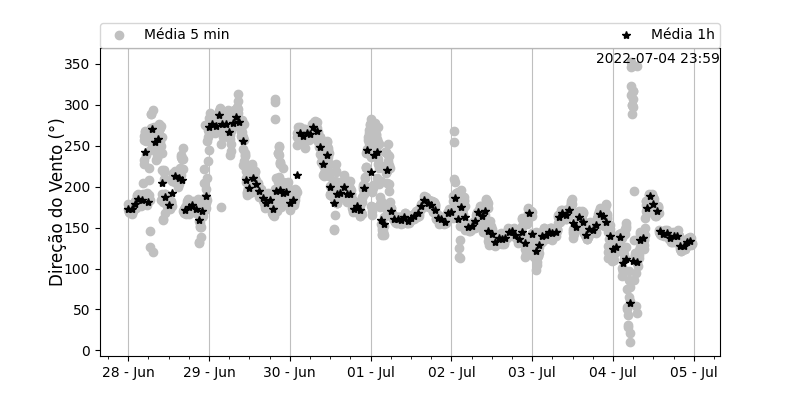 Média 5 min
Média 1h
2022-07-04 23:59
Direção do Vento (°)
350
300
250
200
150
100
50
0
28 - Jun
29 - Jun
30 - Jun
01 - Jul
02 - Jul
03 - Jul
04 - Jul
05 - Jul